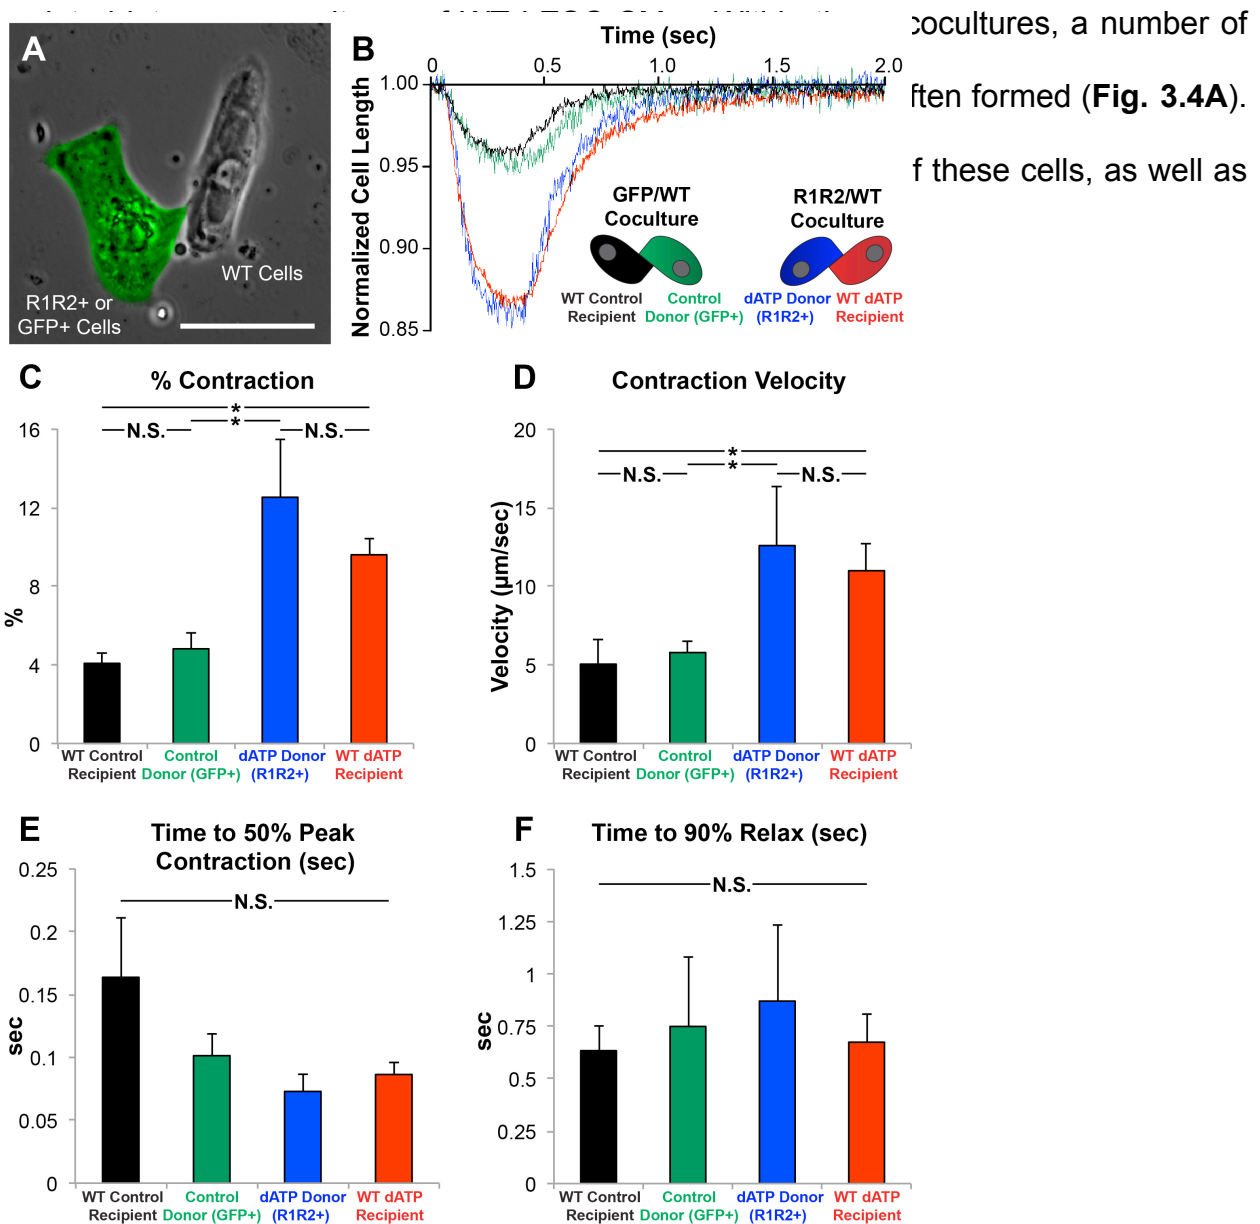 cocultures, a number of
ften formed (Fig. 3.4A).
f these cells, as well as
A
WT Cells
R1R2+ or
GFP+ Cells
B
Time (sec)
0 0.5 1.0 1.5 2.0
Normalized Cell Length
1.00
0.95
0.90
0.85
GFP/WT
Coculture
R1R2/WT
Coculture
WT Control
Recipient
Control
Donor (GFP+)
dATP Donor
(R1R2+)
WT dATP
Recipient
C
% Contraction
*
*
N.S.
N.S.
%
16
12
8
4
0
WT Control
Recipient
Control
Donor (GFP+)
dATP Donor
(R1R2+)
WT dATP
Recipient
D
Contraction Velocity
*
*
N.S.
N.S.
Velocity (µm/sec)
20
15
10
5
0
WT Control
Recipient
Control
Donor (GFP+)
dATP Donor
(R1R2+)
WT dATP
Recipient
E
Time to 50% Peak
Contraction (sec)
N.S.
sec
0.25
0.2
0.15
0.1
0.05
0
WT Control
Recipient
Control
Donor (GFP+)
dATP Donor
(R1R2+)
WT dATP
Recipient
F
Time to 90% Relax (sec)
N.S.
sec
1.5
1.25
1
0.75
0.5
0.25
0
WT Control
Recipient
Control
Donor (GFP+)
dATP Donor
(R1R2+)
WT dATP
Recipient